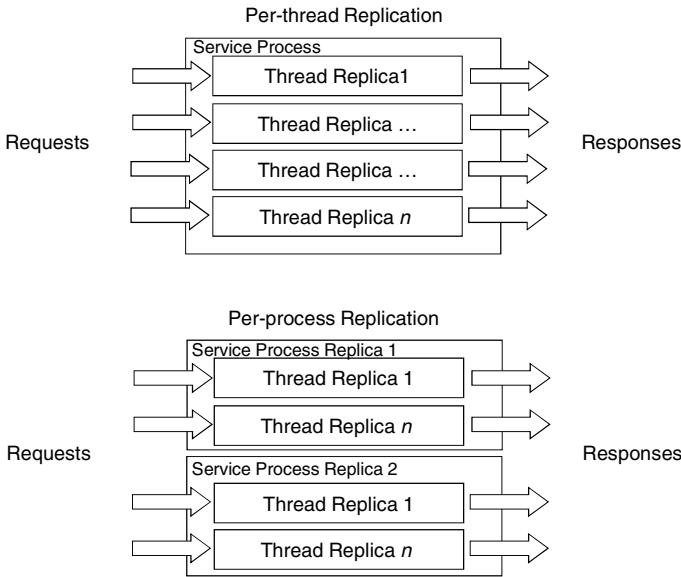 Per-thread Replication
Service Process
Thread Replica1
Thread Replica …
Requests
Responses
Thread Replica …
Thread Replica n
Per-process Replication
Service Process Replica 1
Thread Replica 1
Thread Replica n
Requests
Responses
Service Process Replica 2
Thread Replica 1
Thread Replica n